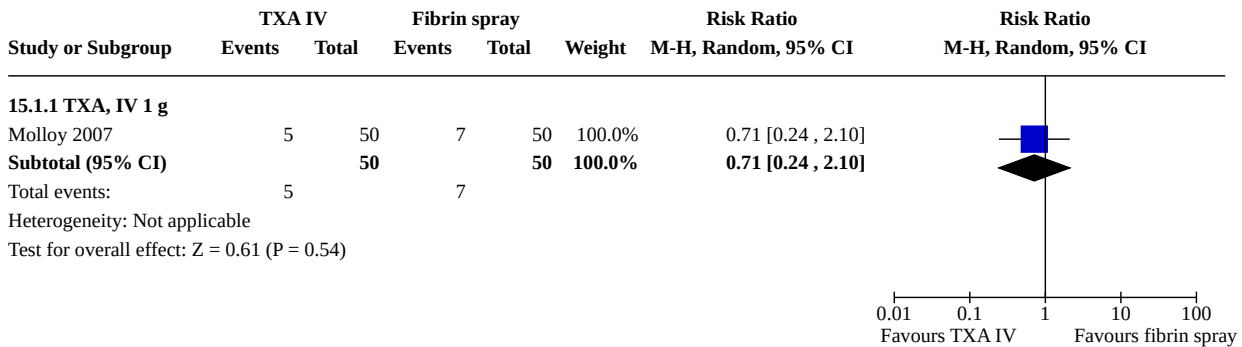 TXA IV Fibrin spray Risk Ratio Risk Ratio
Study or Subgroup Events Total Events Total Weight M-H, Random, 95% CI M-H, Random, 95% CI
15.1.1 TXA, IV 1 g
Molloy 2007 5 50 7 50 100.0% 0.71 [0.24 , 2.10]
Subtotal (95% CI) 50 50 100.0% 0.71 [0.24 , 2.10]
Total events: 5 7
Heterogeneity: Not applicable
Test for overall effect: Z = 0.61 (P = 0.54)
0.01 0.1 1 10 100
Favours TXA IV Favours fibrin spray